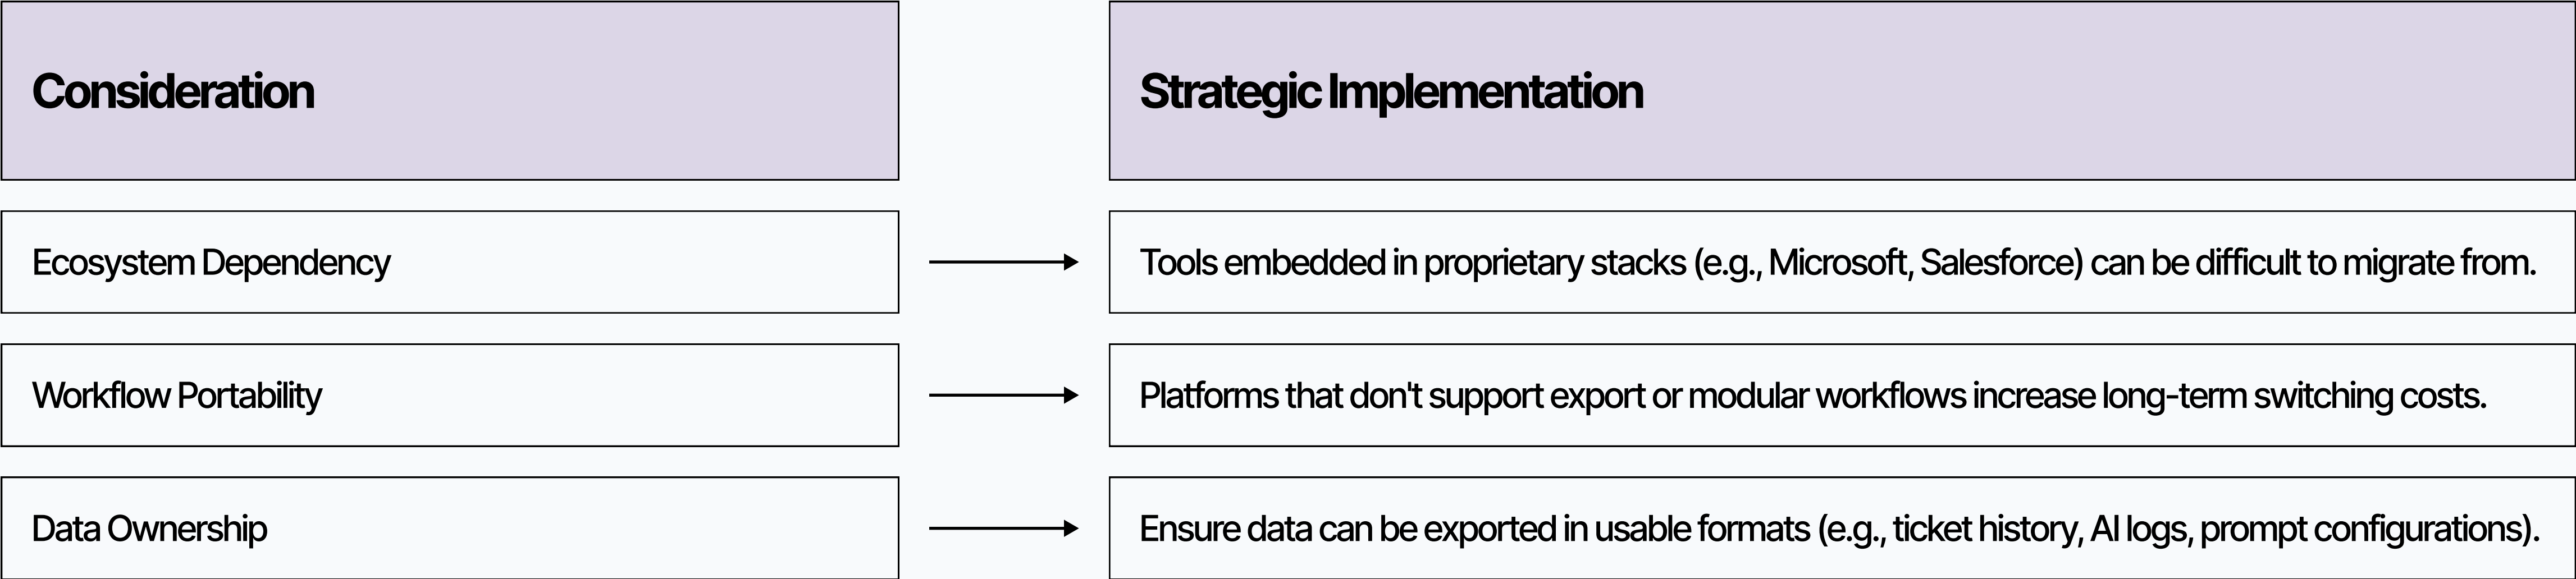 Consideration
Strategic Implementation
Ecosystem Dependency
Tools embedded in proprietary stacks (e.g., Microsoft, Salesforce) can be difficult to migrate from.
Workflow Portability
Platforms that don't support export or modular workflows increase long-term switching costs.
Data Ownership
Ensure data can be exported in usable formats (e.g., ticket history, AI logs, prompt configurations).